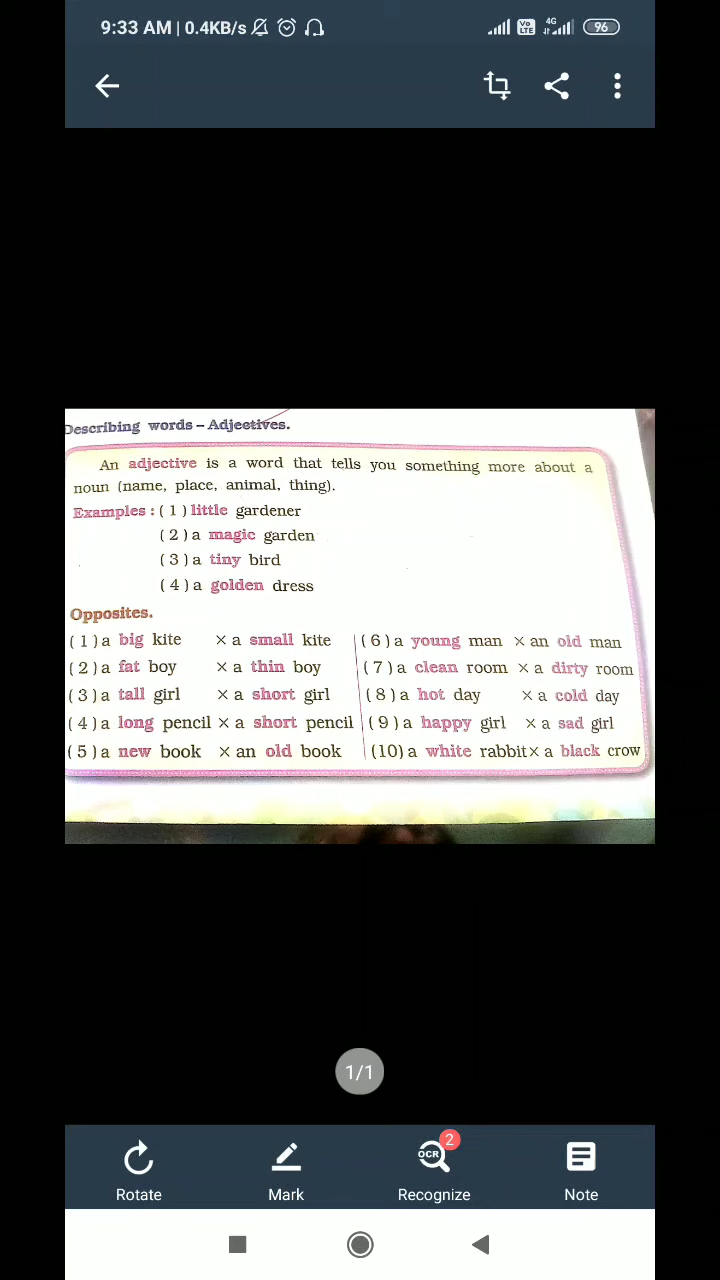 9:33 AM | 0.4KB/s Vo LTE 4G 96
Describing words – Adjectives.
An adjective is a word that tells you something more about a
noun (name, place, animal, thing).
Examples : ( 1 ) little gardener
( 2 ) a magic garden
( 3 ) a tiny bird
( 4 ) a golden dress
Opposites.
( 1 ) a big kite × a small kite
( 2 ) a fat boy × a thin boy
( 3 ) a tall girl × a short girl
( 4 ) a long pencil × a short pencil
( 5 ) a new book × an old book
( 6 ) a young man × an old man
( 7 ) a clean room × a dirty room
( 8 ) a hot day × a cold day
( 9 ) a happy girl × a sad girl
(10) a white rabbit × a black crow
1/1
OCR 2
Rotate Mark Recognize Note